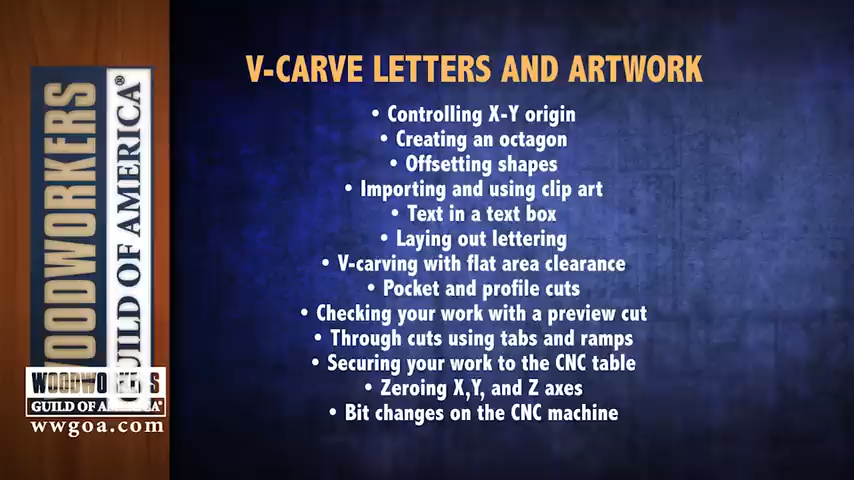 V-CARVE LETTERS AND ARTWORK
• Controlling X-Y origin
• Creating an octagon
• Offsetting shapes
• Importing and using clip art
• Text in a text box
• Laying out lettering
• V-carving with flat area clearance
• Pocket and profile cuts
• Checking your work with a preview cut
• Through cuts using tabs and ramps
• Securing your work to the CNC table
• Zeroing X,Y, and Z axes
• Bit changes on the CNC machine
WOODWORKERS
GUILD OF AMERICA®
WOODWORKERS
GUILD OF AMERICA®
wwgoa.com